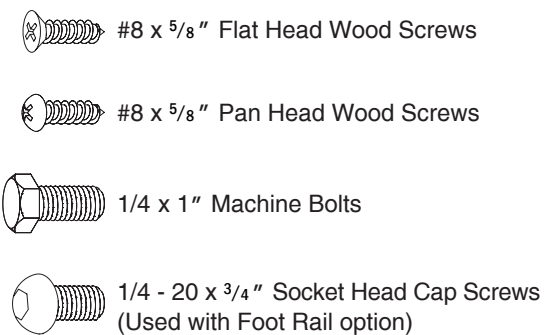 #8 x 5/8" Flat Head Wood Screws
#8 x 5/8" Pan Head Wood Screws
1/4 x 1" Machine Bolts
1/4 - 20 x 3/4" Socket Head Cap Screws
(Used with Foot Rail option)